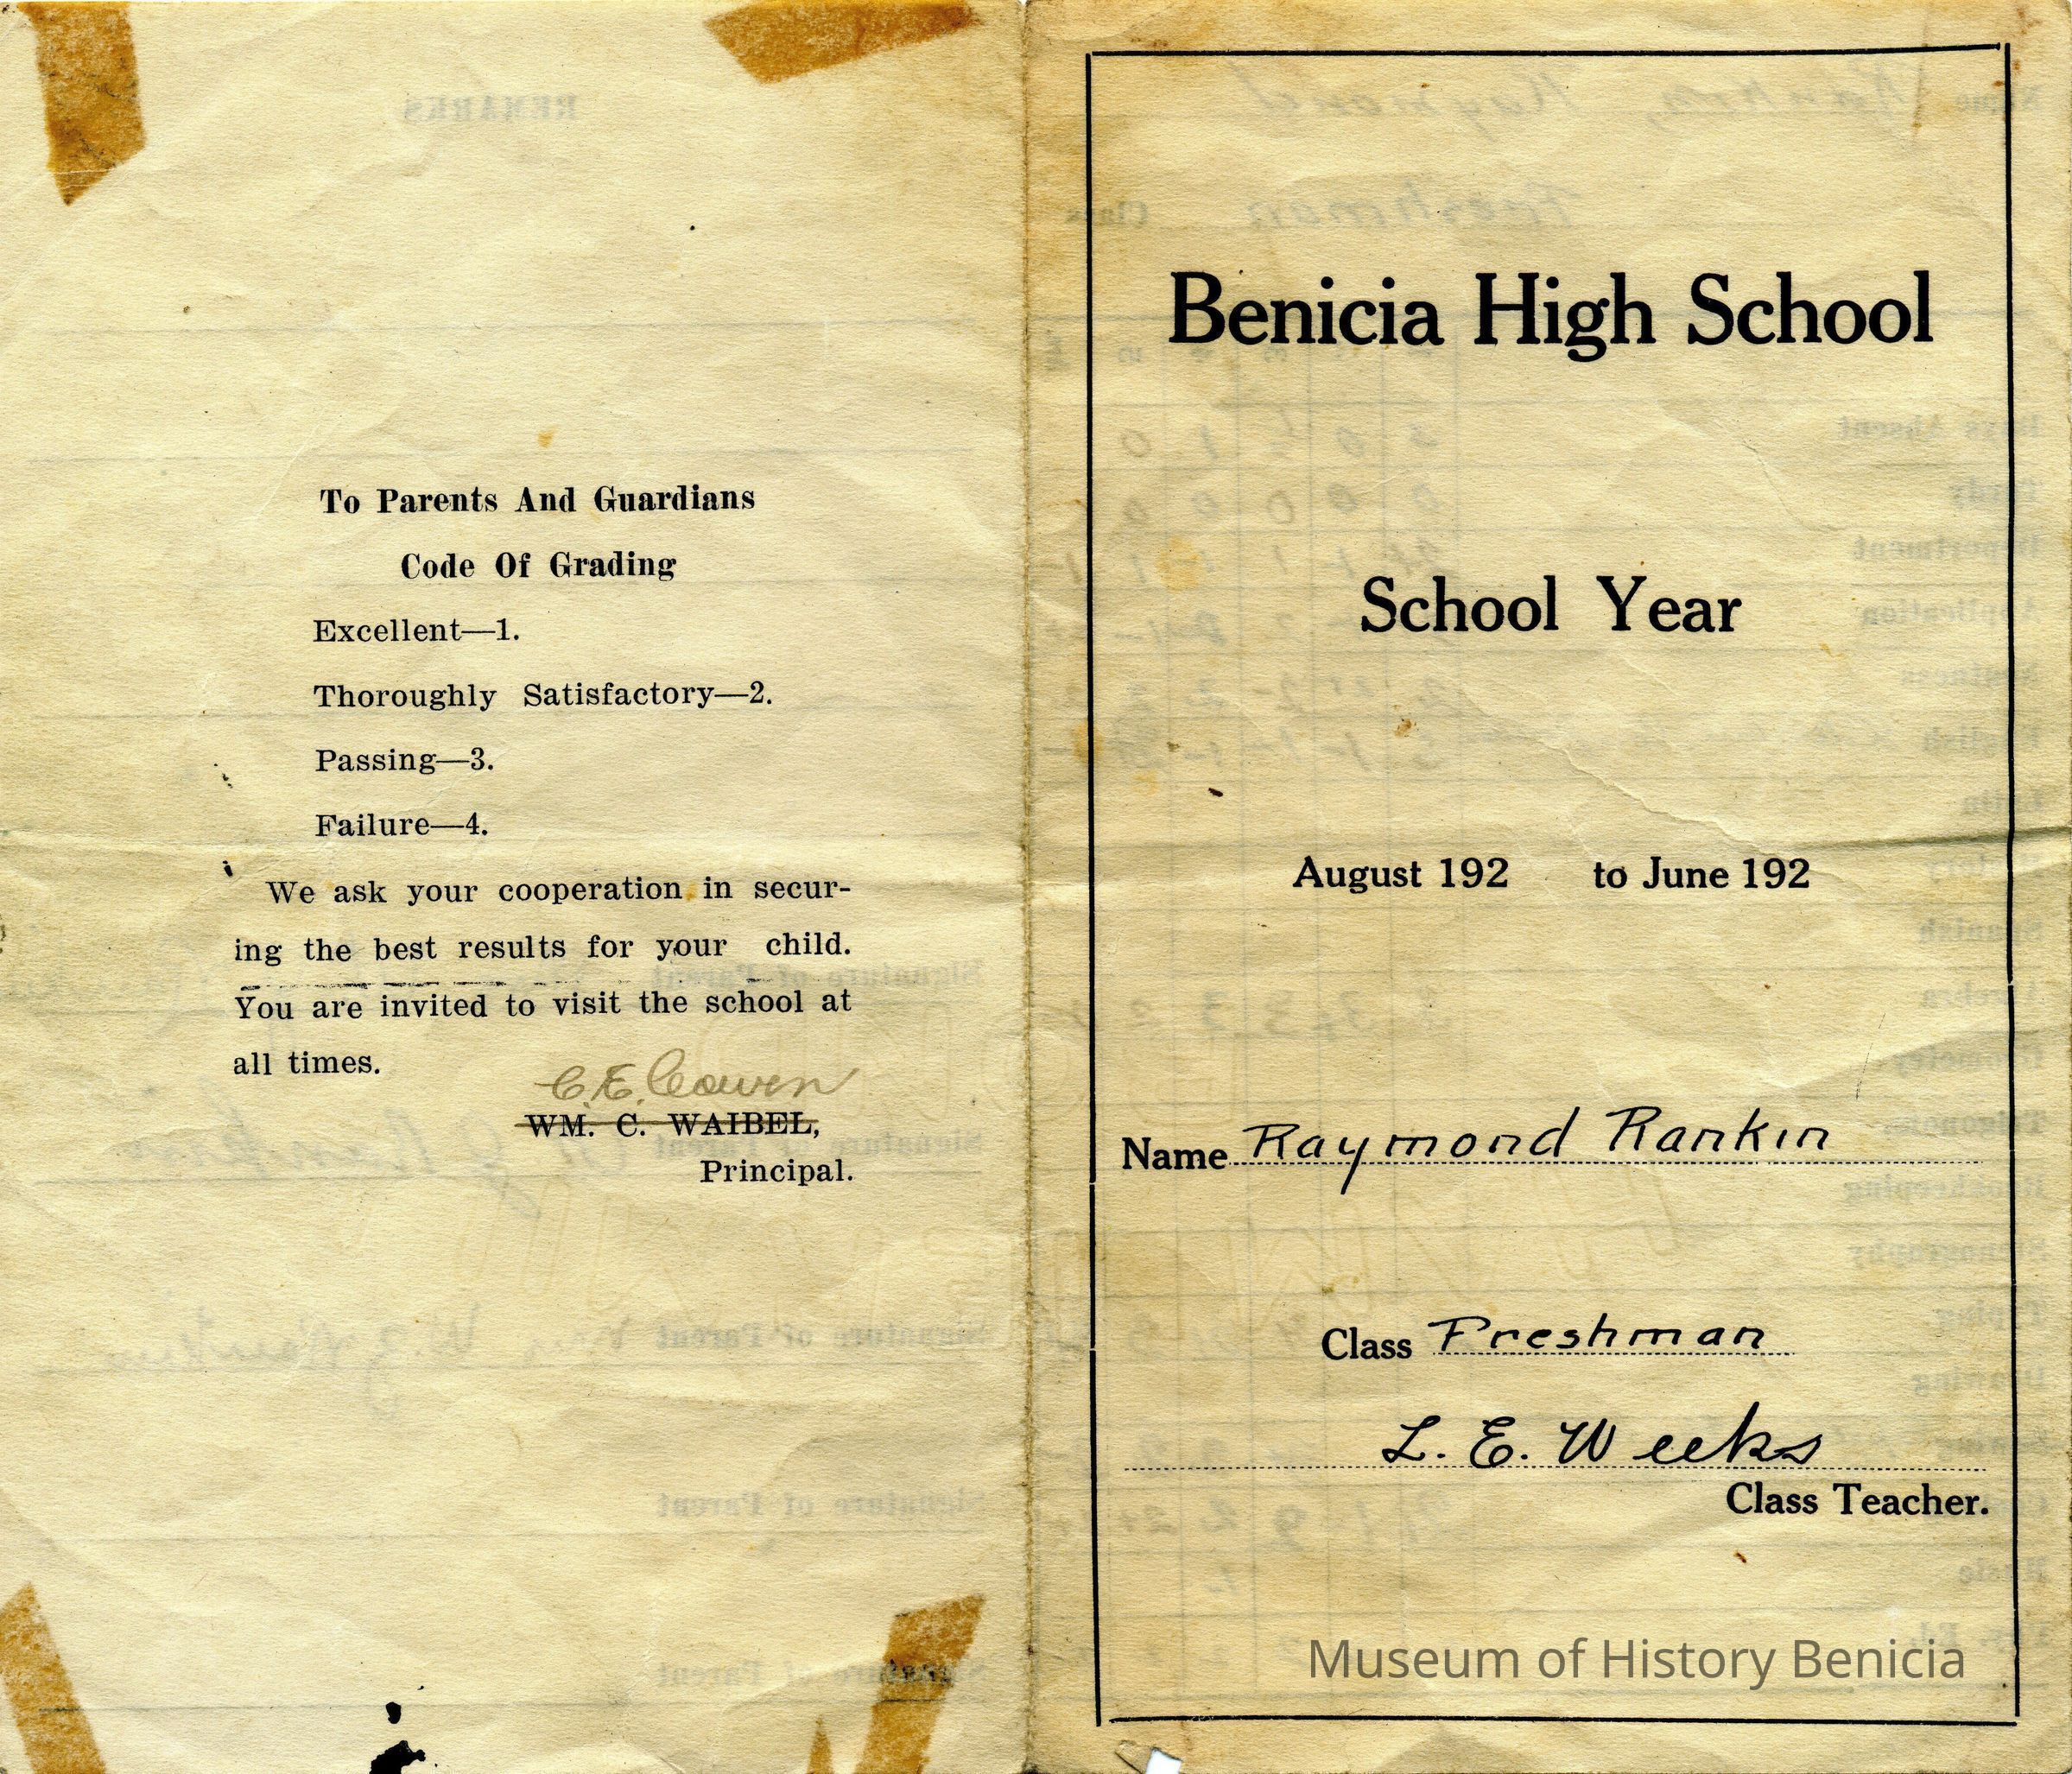 To Parents And Guardians
Code Of Grading
Excellent—1.
Thoroughly Satisfactory—2.
Passing—3.
Failure—4.
We ask your cooperation in secur-
ing the best results for your child.
You are invited to visit the school at
all times.
C. E. Cowen
WM. C. WAIBEL,
Principal.
Benicia High School
School Year
August 192 to June 192
Name Raymond Rankin
Class Freshman
L. E. Weeks
Class Teacher.
Museum of History Benicia